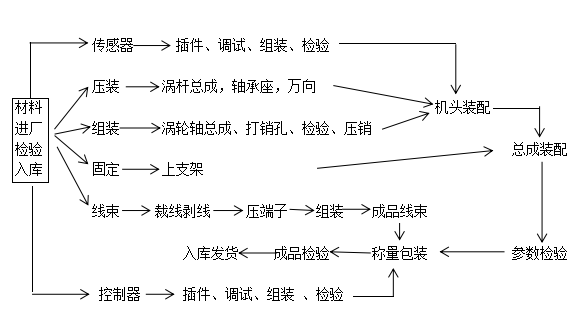 传感器 插件、调试、组装、检验
压装 涡杆总成，轴承座，万向
材料
进厂
检验
入库
机头装配
组装 涡轮轴总成、打销孔、检验、压销
总成装配
固定 上支架
线束 裁线剥线 压端子 组装 成品线束
入库发货 成品检验 称量包装 参数检验
控制器 插件、调试、组装 、检验